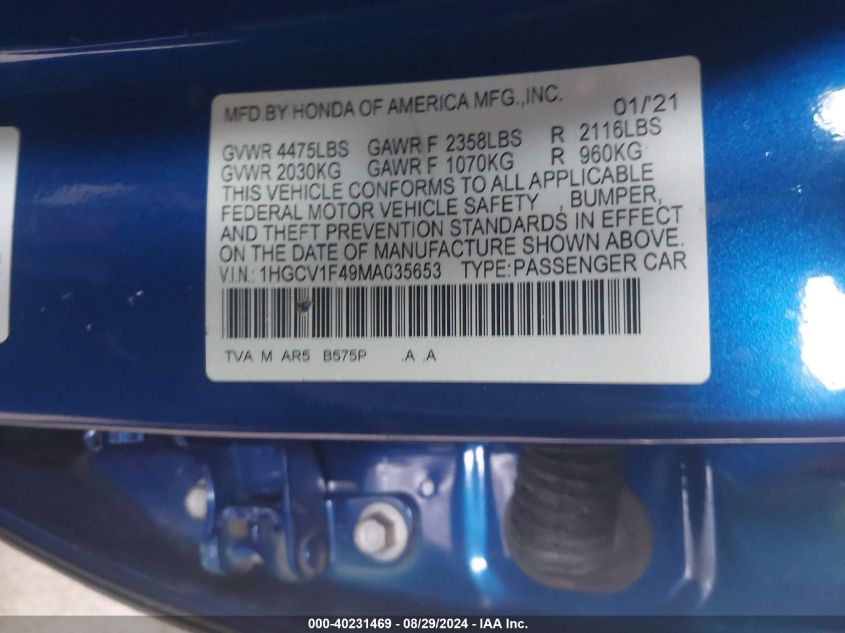 MFD.BY HONDA OF AMERICA MFG.,INC. 01/'21
GVWR 4475LBS GAWR F 2358LBS R 2116LBS
GVWR 2030KG GAWR F 1070KG R 960KG
THIS VEHICLE CONFORMS TO ALL APPLICABLE
FEDERAL MOTOR VEHICLE SAFETY , BUMPER,
AND THEFT PREVENTION STANDARDS IN EFFECT
ON THE DATE OF MANUFACTURE SHOWN ABOVE.
V.I.N.: 1HGCV1F49MA035653 TYPE:PASSENGER CAR
TVA M AR5 B575P .A .A
000-40231469 - 08/29/2024 - IAAI.COM